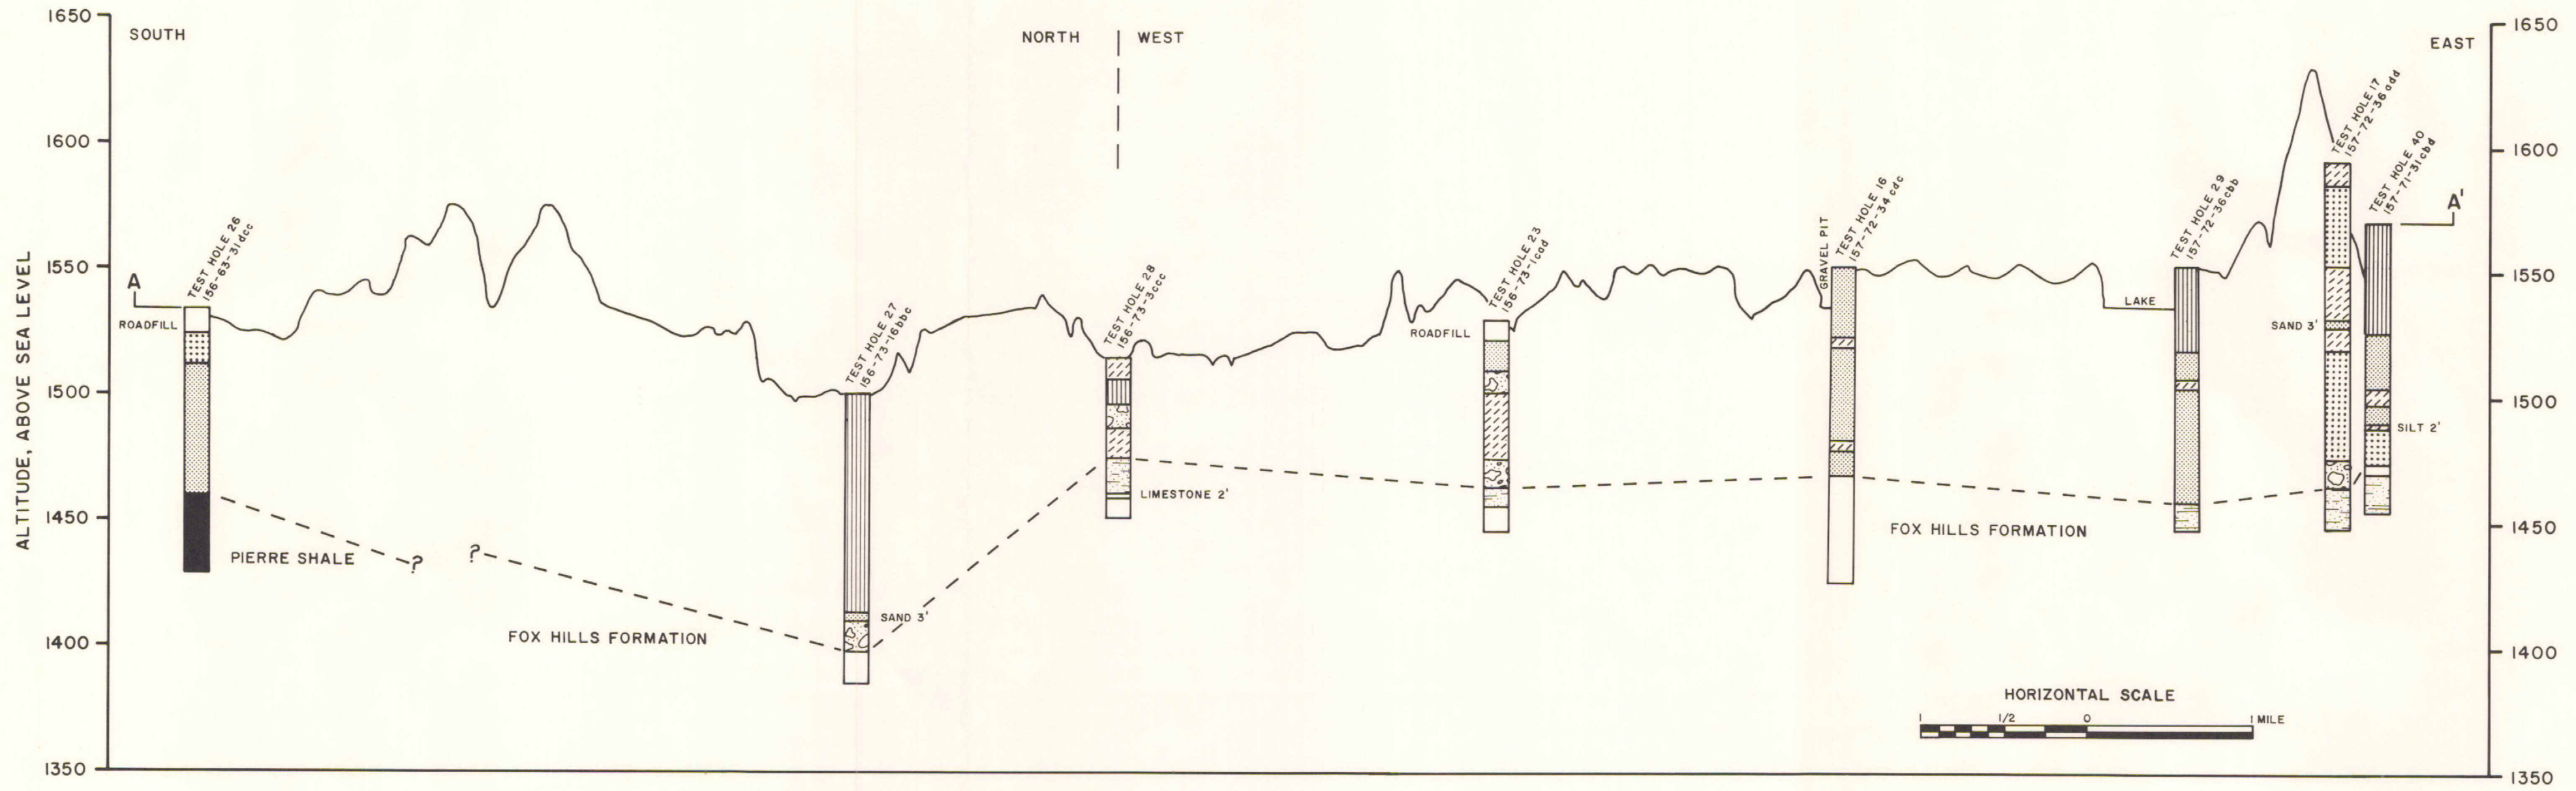 1650
1600
1550
1500
1450
1400
1350
ALTITUDE, ABOVE SEA LEVEL
SOUTH
NORTH
WEST
EAST
1650
1600
1550
1500
1450
1400
1350
A
ROADFILL
TEST HOLE 26
156-63-31dcc
PIERRE SHALE
?
?
FOX HILLS FORMATION
TEST HOLE 27
156-73-16bbc
SAND 3'
TEST HOLE 28
156-73-3ccc
LIMESTONE 2'
ROADFILL
TEST HOLE 23
156-73-1cad
GRAVEL PIT
TEST HOLE 16
157-72-34cdc
FOX HILLS FORMATION
LAKE
TEST HOLE 29
157-72-36cbb
TEST HOLE 17
157-72-36add
SAND 3'
TEST HOLE 40
157-71-31cbd
A'
SILT 2'
HORIZONTAL SCALE
1 1/2 0 1 MILE